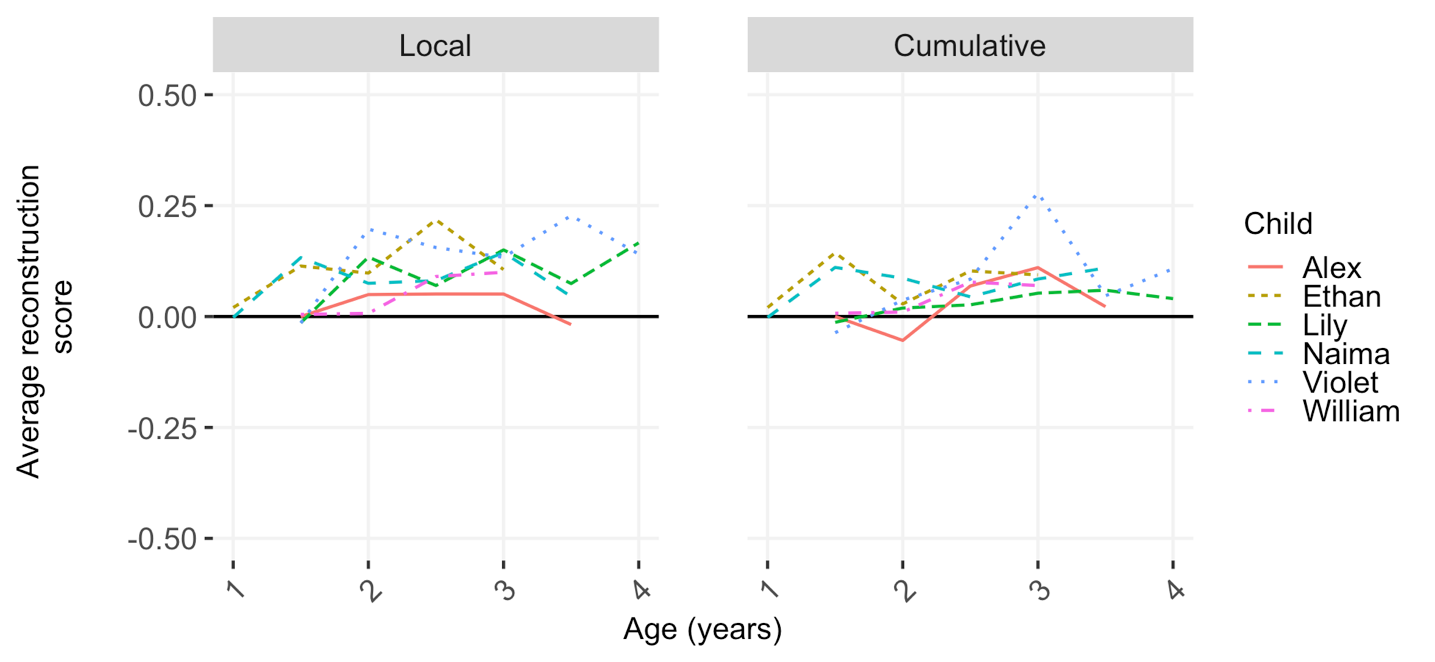 Local
Cumulative
Average reconstruction
score
0.50
0.25
0.00
-0.25
-0.50
1
2
3
4
1
2
3
4
Age (years)
Child
Alex
Ethan
Lily
Naima
Violet
William